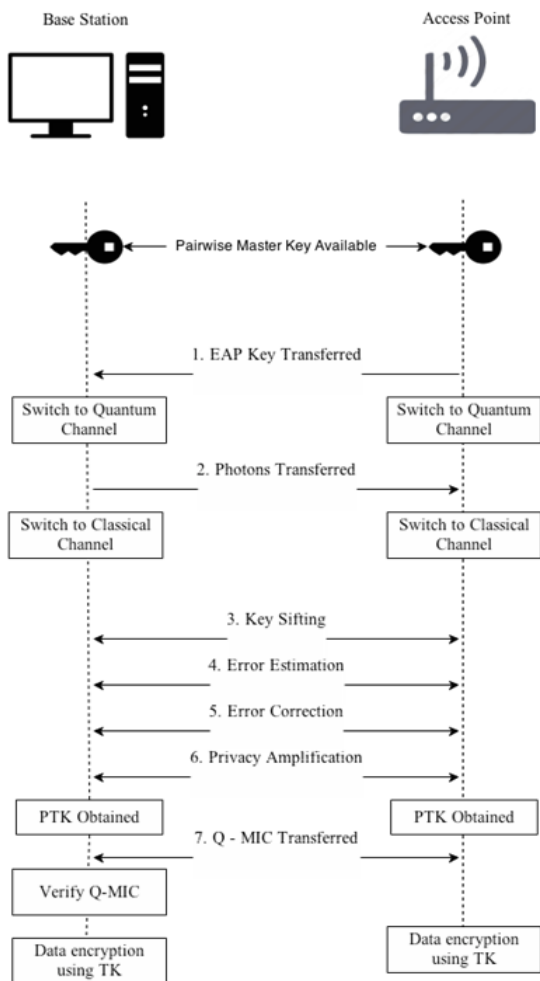 Base Station
Access Point
Pairwise Master Key Available
1. EAP Key Transferred
Switch to Quantum
Channel
Switch to Quantum
Channel
2. Photons Transferred
Switch to Classical
Channel
Switch to Classical
Channel
3. Key Sifting
4. Error Estimation
5. Error Correction
6. Privacy Amplification
PTK Obtained
PTK Obtained
7. Q - MIC Transferred
Verify Q-MIC
Data encryption
using TK
Data encryption
using TK